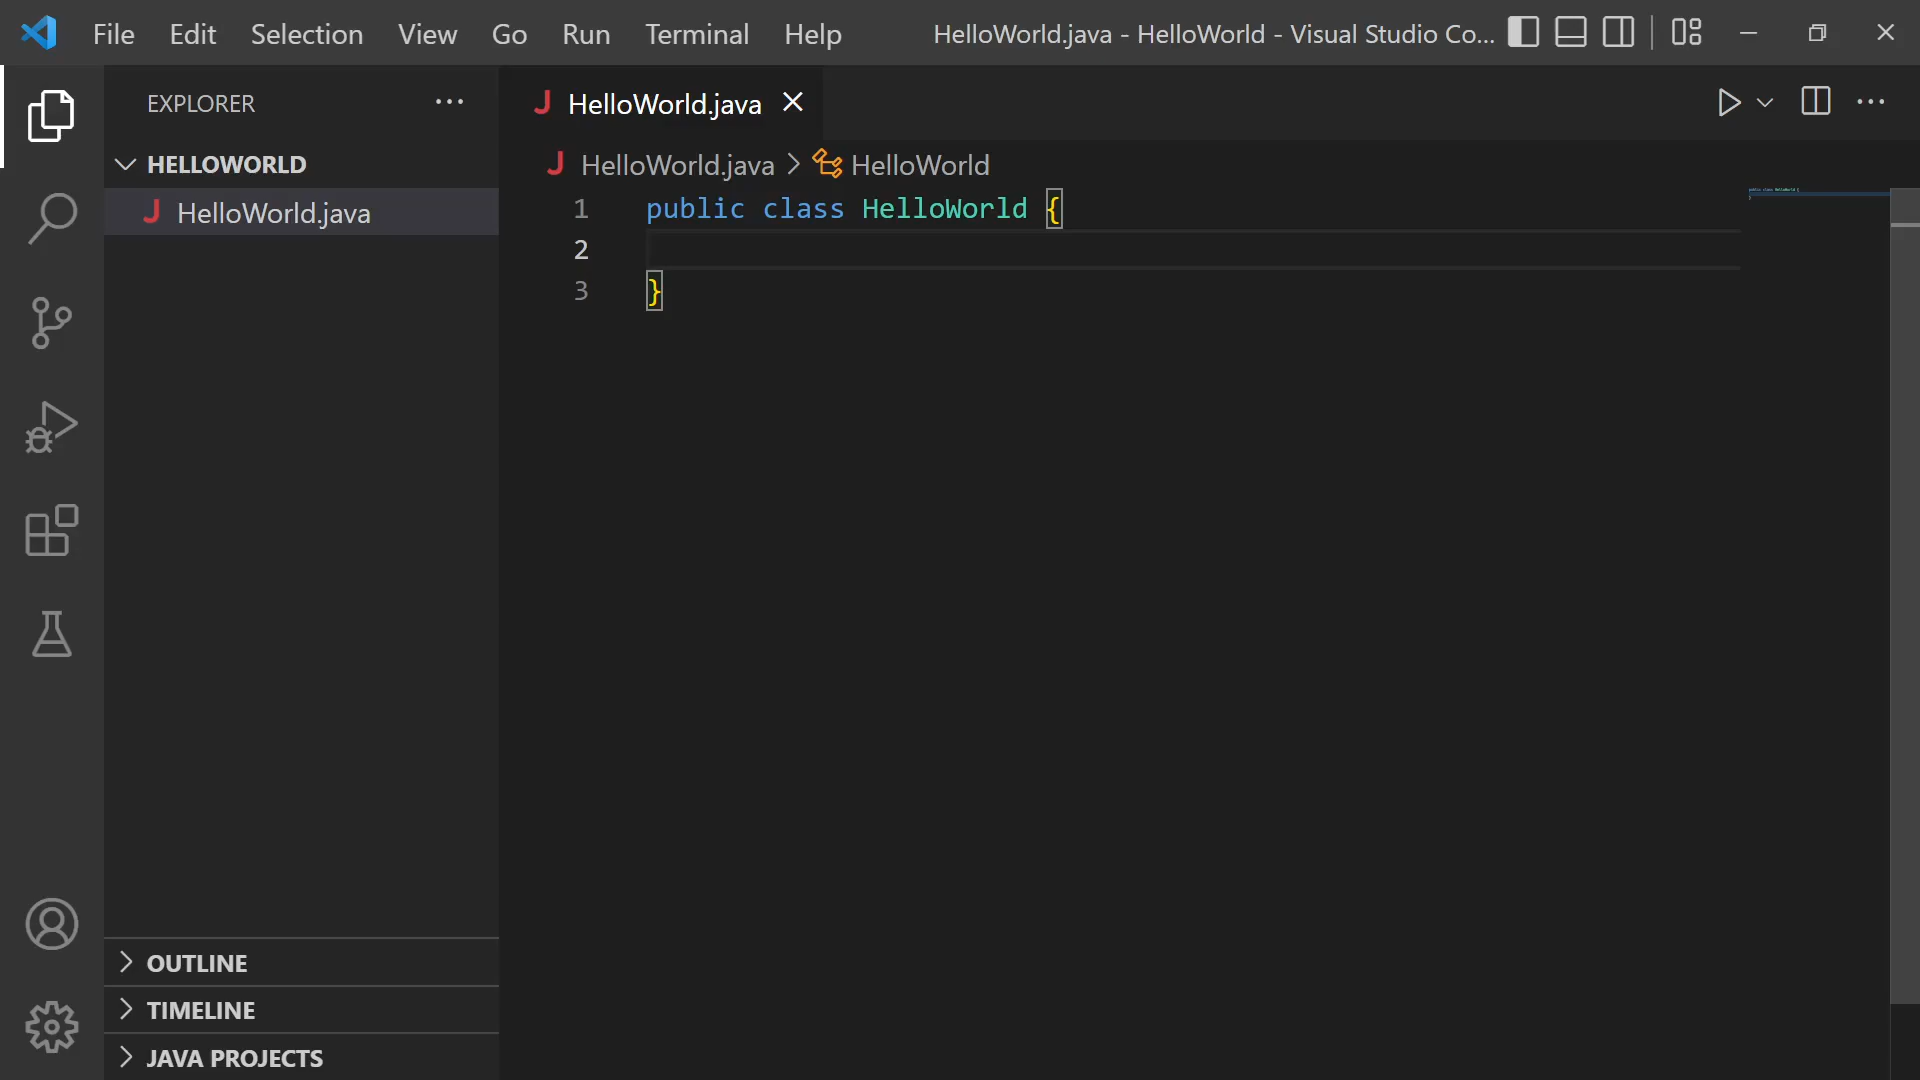 File Edit Selection View Go Run Terminal Help HelloWorld.java - HelloWorld - Visual Studio Co...
EXPLORER
HELLOWORLD
J HelloWorld.java
OUTLINE
TIMELINE
JAVA PROJECTS
J HelloWorld.java
J HelloWorld.java > HelloWorld
1 public class HelloWorld {
2
3 }